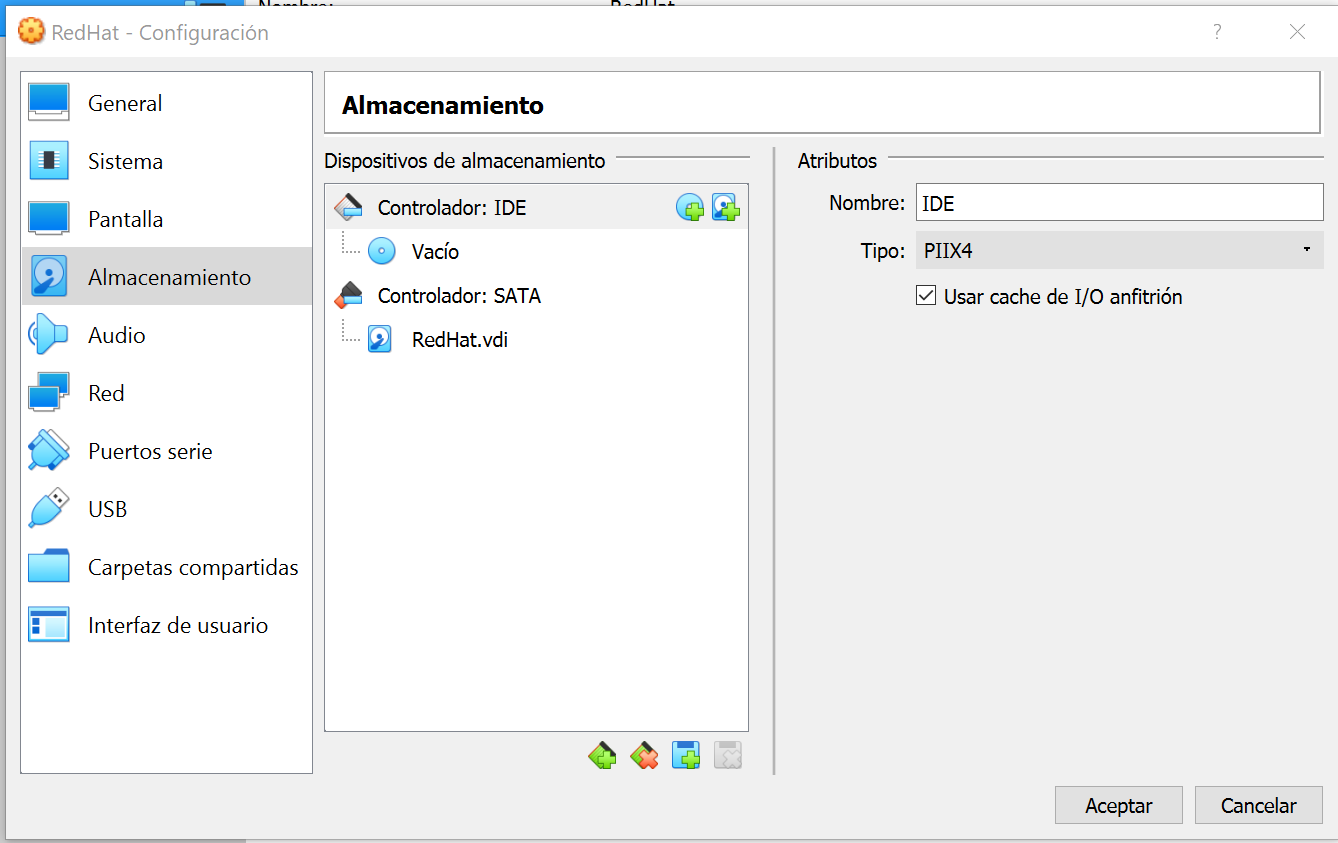 Nombre: RedHat
RedHat - Configuración
?
General
Sistema
Pantalla
Almacenamiento
Audio
Red
Puertos serie
USB
Carpetas compartidas
Interfaz de usuario
Almacenamiento
Dispositivos de almacenamiento
Controlador: IDE
Vacío
Controlador: SATA
RedHat.vdi
Atributos
Nombre: IDE
Tipo: PIIX4
Usar cache de I/O anfitrión
Aceptar
Cancelar